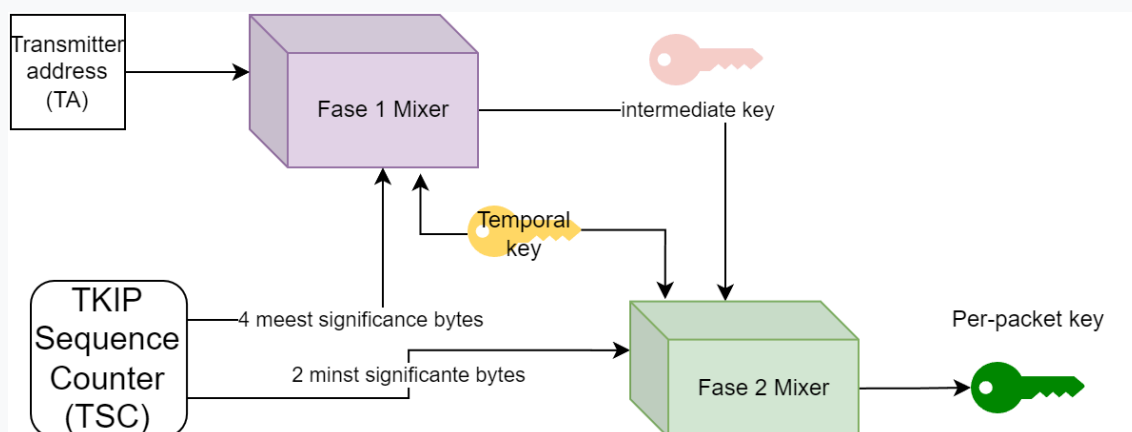 Transmitter
address
(TA)
Fase 1 Mixer
intermediate key
Temporal
key
TKIP
Sequence
Counter
(TSC)
4 meest significance bytes
2 minst significante bytes
Fase 2 Mixer
Per-packet key